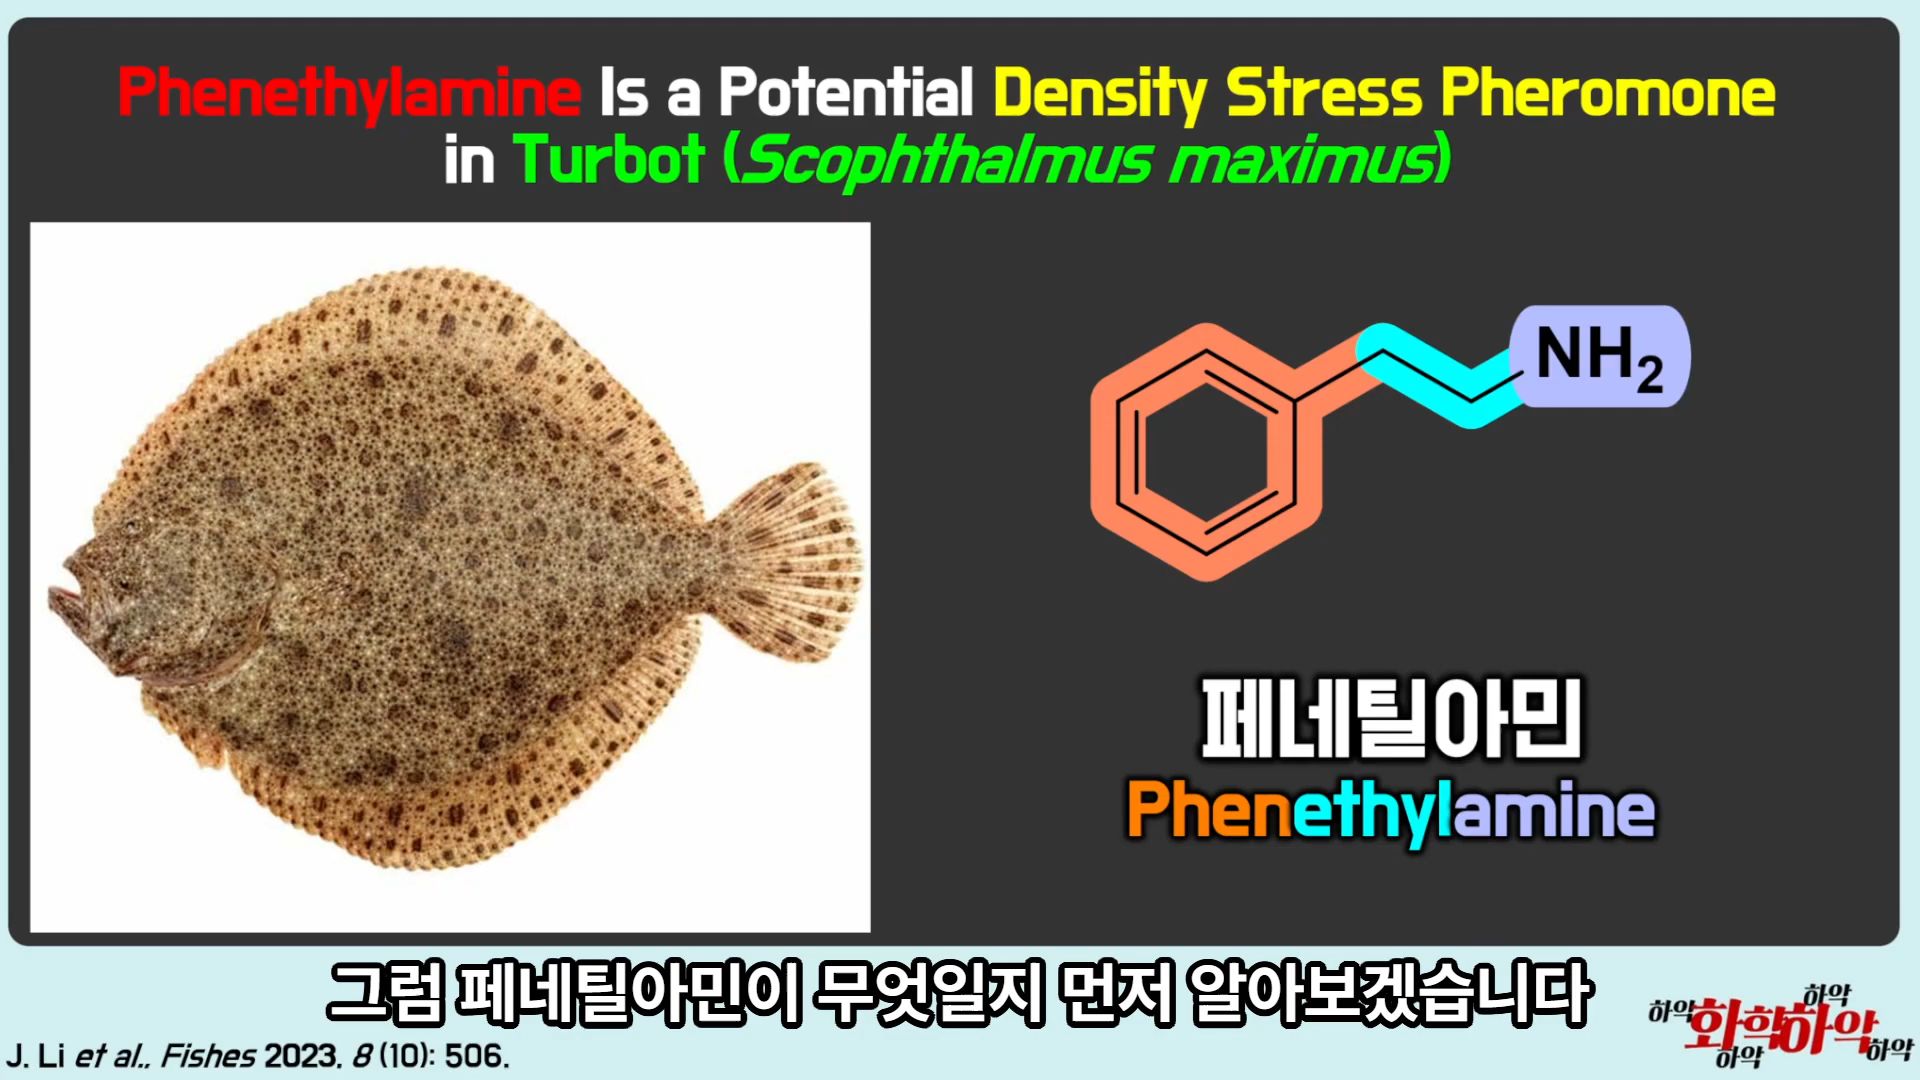 Phenethylamine Is a Potential Density Stress Pheromone
in Turbot (Scophthalmus maximus)
NH2
페네틸아민
Phenethylamine
그럼 페네틸아민이 무엇일지 먼저 알아보겠습니다
J. Li et al., Fishes 2023, 8 (10): 506.
하악
하악
화학하악
하악
하악